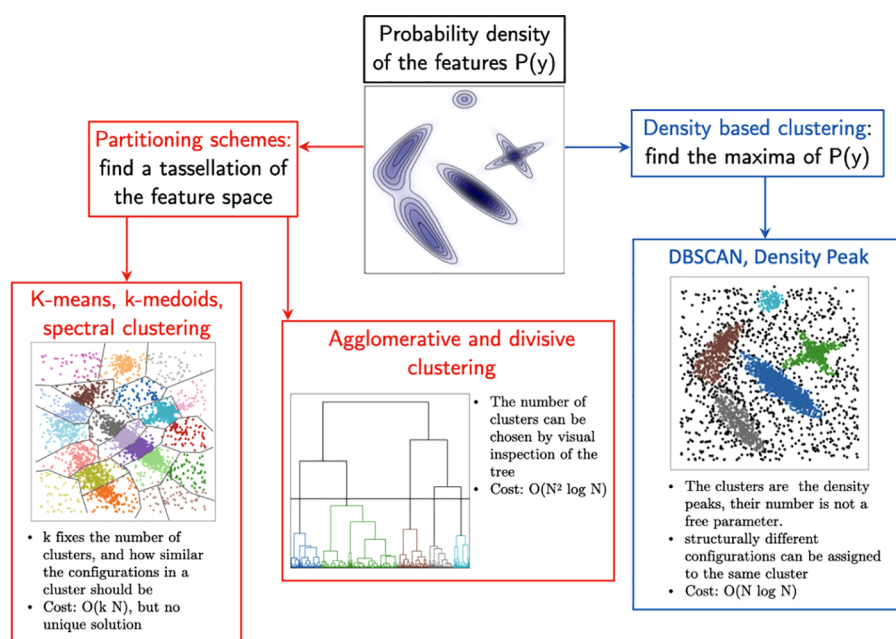 Probability density
of the features P(y)
Partitioning schemes:
find a tassellation of
the feature space
Density based clustering:
find the maxima of P(y)
K-means, k-medoids,
spectral clustering
• k fixes the number of
clusters, and how similar
the configurations in a
cluster should be
• Cost: O(k N), but no
unique solution
Agglomerative and divisive
clustering
• The number of
clusters can be
chosen by visual
inspection of the
tree
• Cost: O(N² log N)
DBSCAN, Density Peak
• The clusters are the density
peaks, their number is not a
free parameter.
• structurally different
configurations can be assigned
to the same cluster
• Cost: O(N log N)